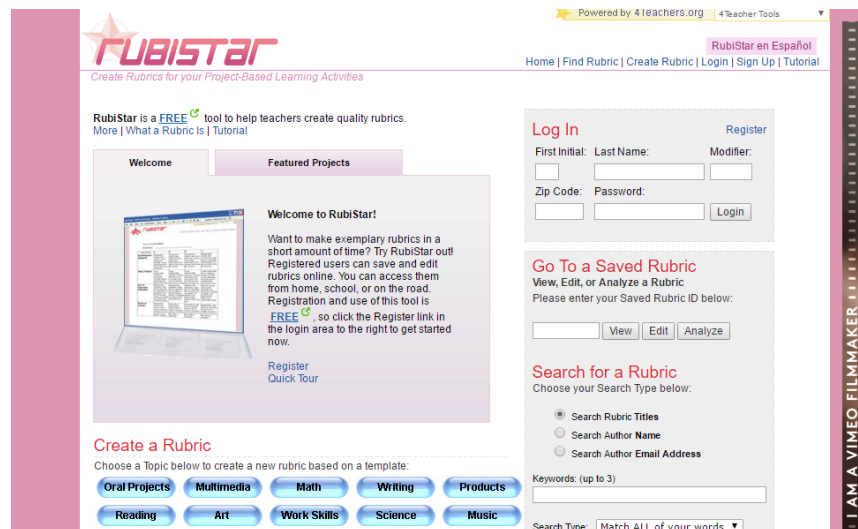 Powered by 4Teachers.org
4Teacher Tools
RUBISTAR
RubiStar en Español
Home | Find Rubric | Create Rubric | Login | Sign Up | Tutorial
Create Rubrics for your Project-Based Learning Activities
RubiStar is a FREE tool to help teachers create quality rubrics.
More | What a Rubric Is | Tutorial
Welcome
Featured Projects
Welcome to RubiStar!
Want to make exemplary rubrics in a
short amount of time? Try RubiStar out!
Registered users can save and edit
rubrics online. You can access them
from home, school, or on the road.
Registration and use of this tool is
FREE , so click the Register link in
the login area to the right to get started
now.
Register
Quick Tour
Create a Rubric
Choose a Topic below to create a new rubric based on a template:
Oral Projects
Multimedia
Math
Writing
Products
Reading
Art
Work Skills
Science
Music
Log In
Register
First Initial: Last Name: Modifier:
Zip Code: Password:
Login
Go To a Saved Rubric
View, Edit, or Analyze a Rubric
Please enter your Saved Rubric ID below:
View
Edit
Analyze
Search for a Rubric
Choose your Search Type below:
Search Rubric Titles
Search Author Name
Search Author Email Address
Keywords: (up to 3)
Search Type: Match ALL of your words
I AM A VIMEO FILMMAKER